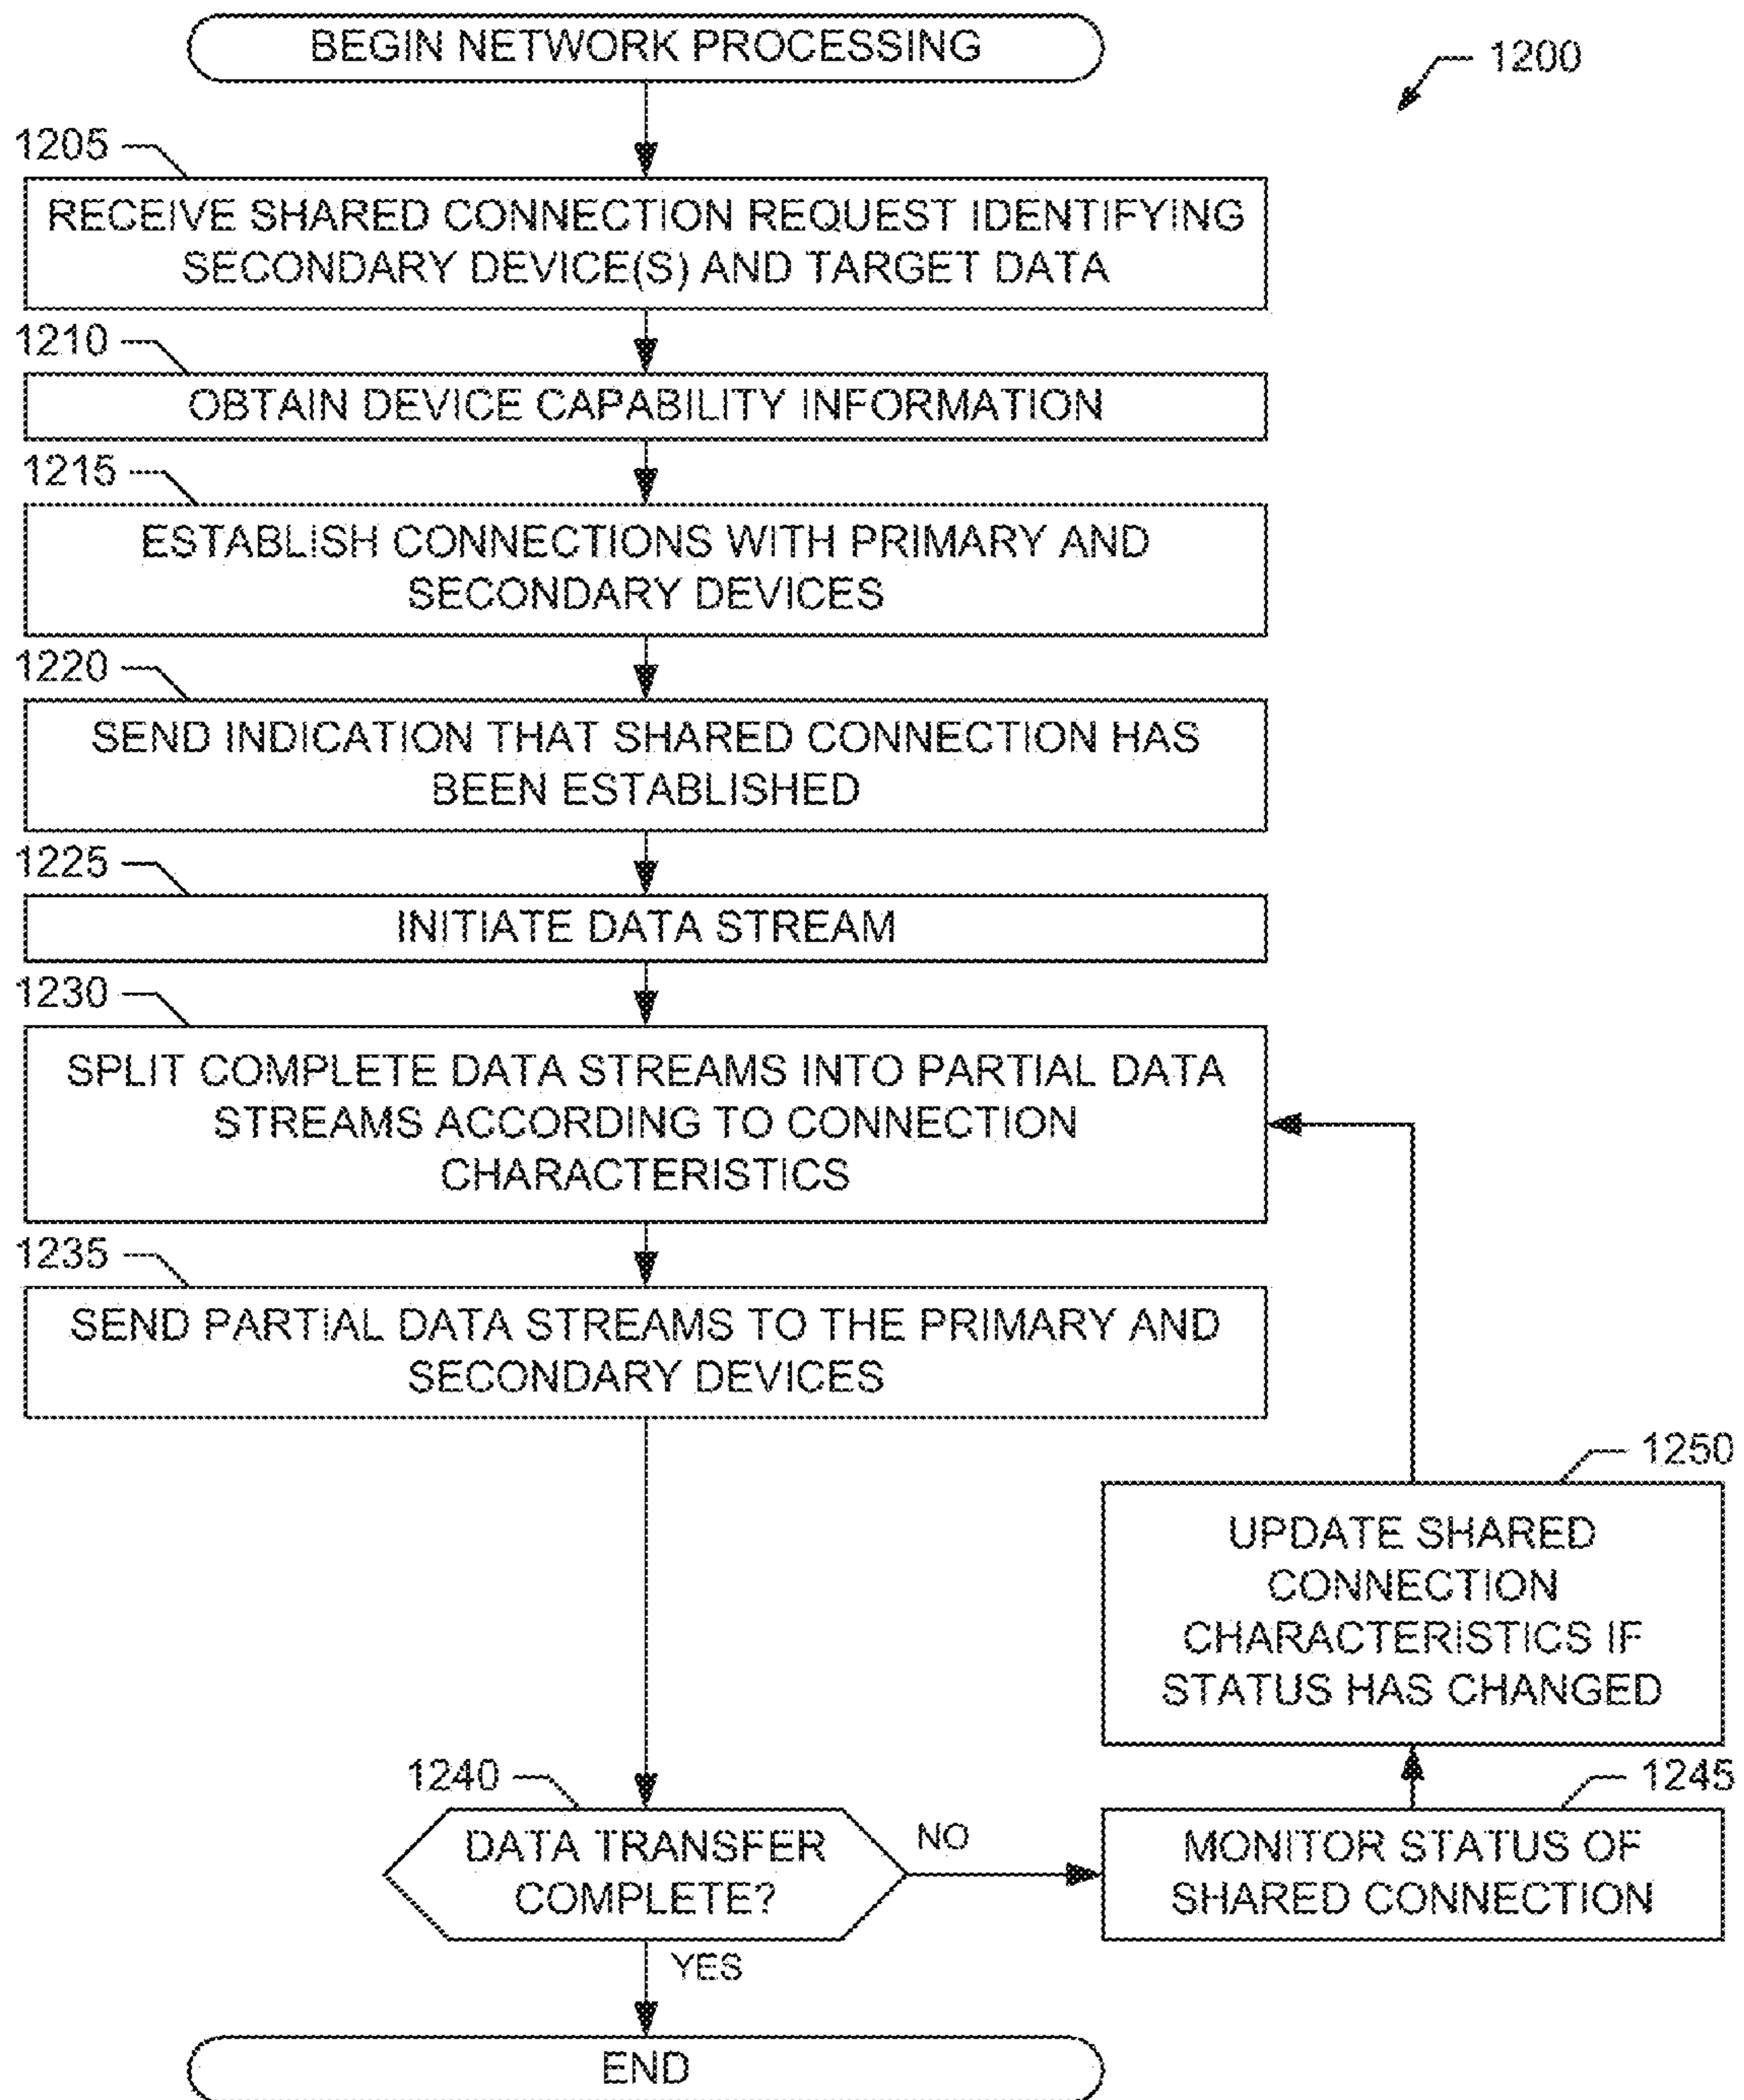 BEGIN NETWORK PROCESSING
1200
1205
RECEIVE SHARED CONNECTION REQUEST IDENTIFYING
SECONDARY DEVICE(S) AND TARGET DATA
1210
OBTAIN DEVICE CAPABILITY INFORMATION
1215
ESTABLISH CONNECTIONS WITH PRIMARY AND
SECONDARY DEVICES
1220
SEND INDICATION THAT SHARED CONNECTION HAS
BEEN ESTABLISHED
1225
INITIATE DATA STREAM
1230
SPLIT COMPLETE DATA STREAMS INTO PARTIAL DATA
STREAMS ACCORDING TO CONNECTION
CHARACTERISTICS
1235
SEND PARTIAL DATA STREAMS TO THE PRIMARY AND
SECONDARY DEVICES
1250
UPDATE SHARED
CONNECTION
CHARACTERISTICS IF
STATUS HAS CHANGED
1240
DATA TRANSFER
COMPLETE?
NO
1245
MONITOR STATUS OF
SHARED CONNECTION
YES
END